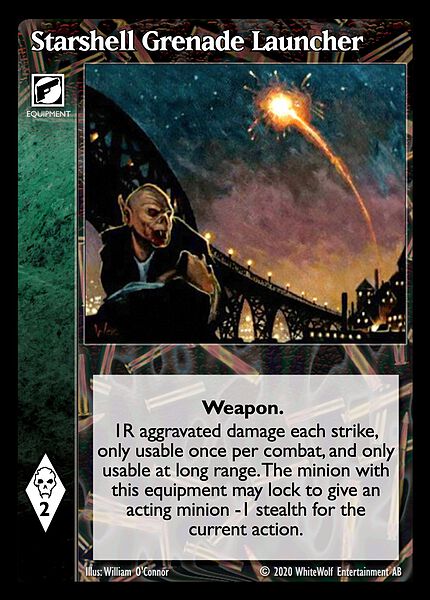 Starshell Grenade Launcher
EQUIPMENT
Weapon.
1R aggravated damage each strike,
only usable once per combat, and only
usable at long range. The minion with
this equipment may lock to give an
acting minion -1 stealth for the
current action.
2
Illus: William O'Connor
© 2020 WhiteWolf Entertainment AB